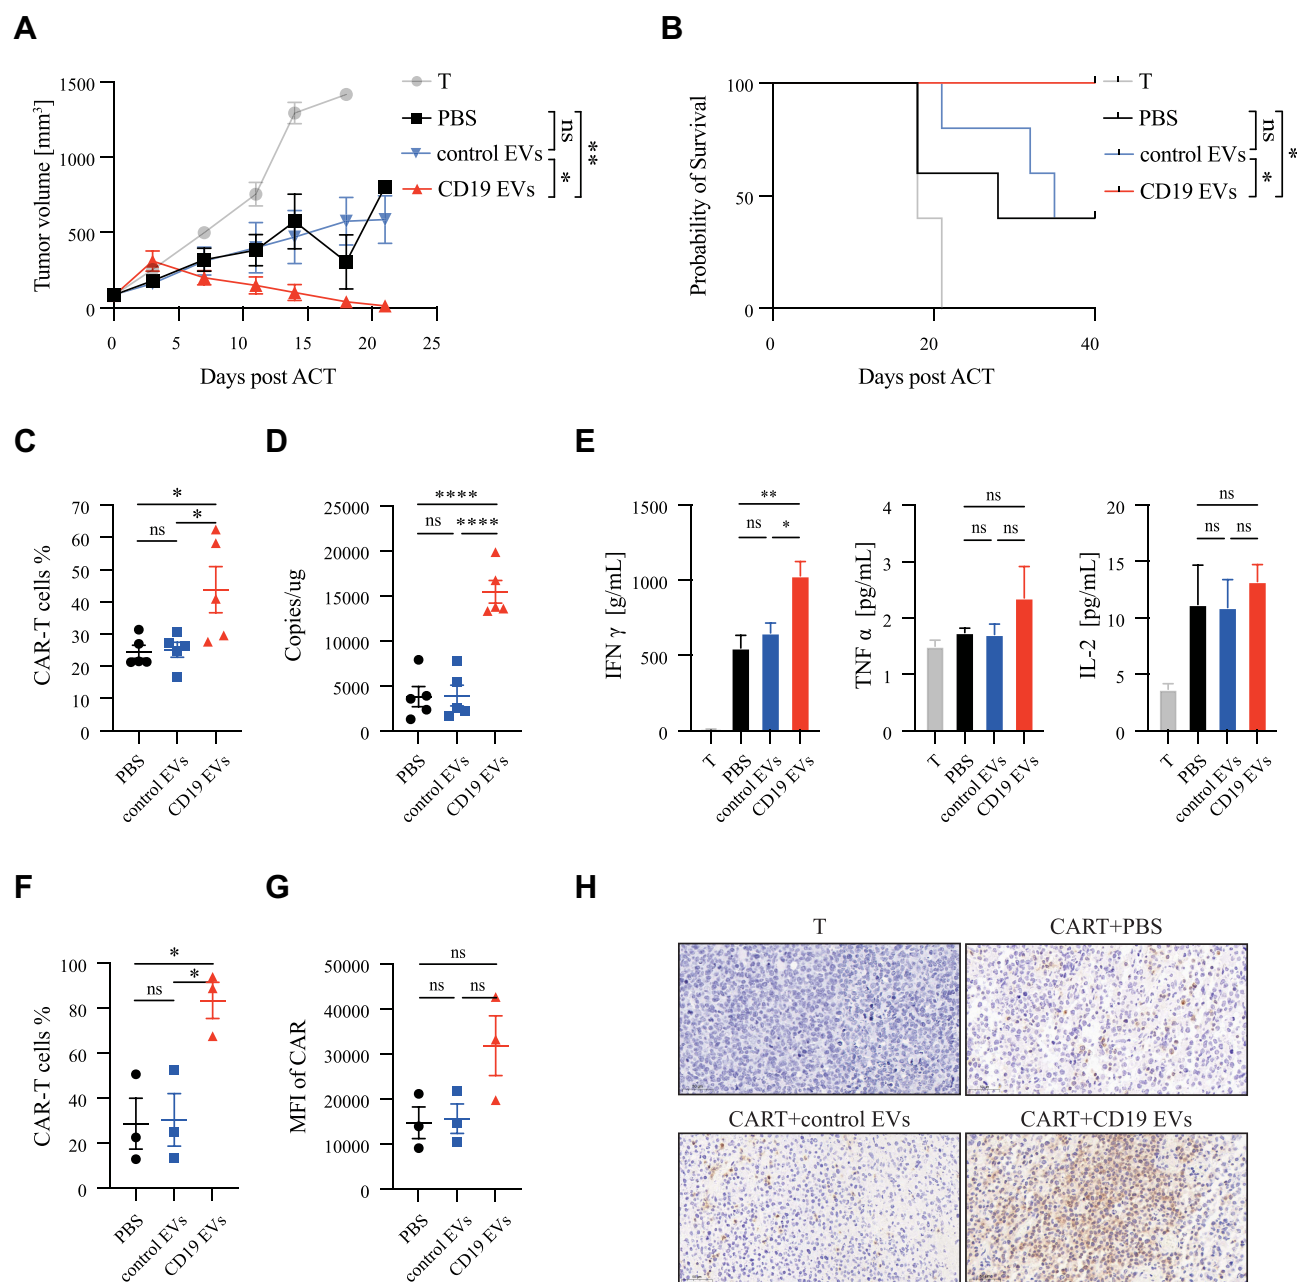 A
Tumor volume [mm³]
1500
1000
500
0
0 5 10 15 20 25
Days post ACT
T
PBS
control EVs
CD19 EVs
ns
*
**
B
Probability of Survival
100
50
0
0 20 40
Days post ACT
T
PBS
control EVs
CD19 EVs
ns
*
*
C
CAR-T cells %
70
60
50
40
30
20
10
0
*
*
ns
PBS
control EVs
CD19 EVs
D
Copies/ug
25000
20000
15000
10000
5000
0
****
ns ****
PBS
control EVs
CD19 EVs
E
IFN γ [g/mL]
1500
1000
500
0
**
ns *
T
PBS
control EVs
CD19 EVs
TNF α [pg/mL]
4
3
2
1
0
ns
ns ns
T
PBS
control EVs
CD19 EVs
IL-2 [pg/mL]
20
15
10
5
0
ns
ns ns
T
PBS
control EVs
CD19 EVs
F
CAR-T cells %
100
80
60
40
20
0
*
*
ns
PBS
control EVs
CD19 EVs
G
MFI of CAR
50000
40000
30000
20000
10000
0
ns
ns ns
PBS
control EVs
CD19 EVs
H
T
CART+PBS
CART+control EVs
CART+CD19 EVs